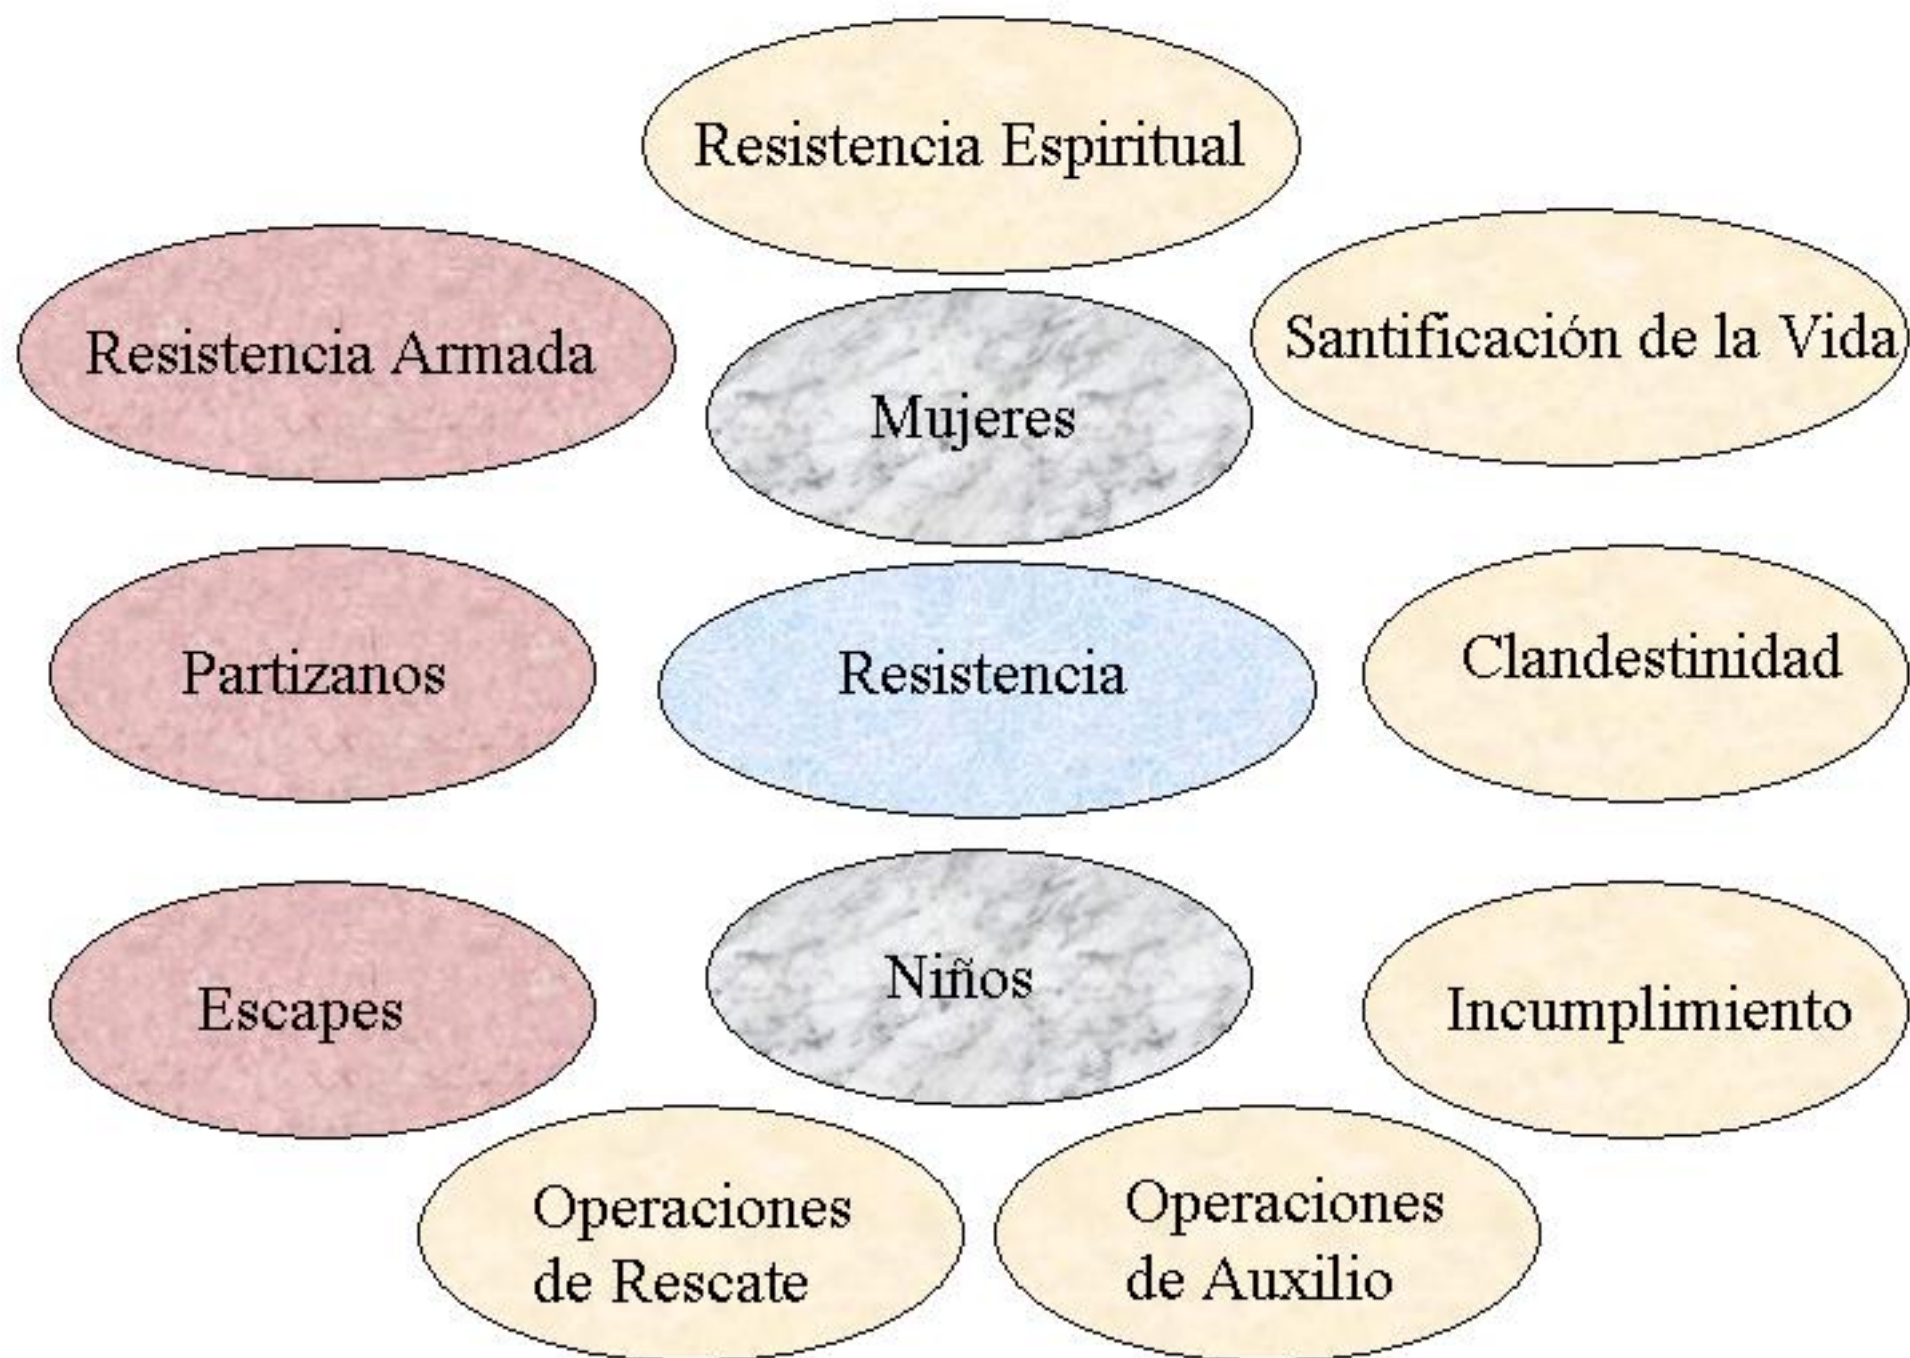 Resistencia Espiritual
Resistencia Armada
Santificación de la Vida
Mujeres
Partizanos
Resistencia
Clandestinidad
Escapes
Niños
Incumplimiento
Operaciones
de Rescate
Operaciones
de Auxilio